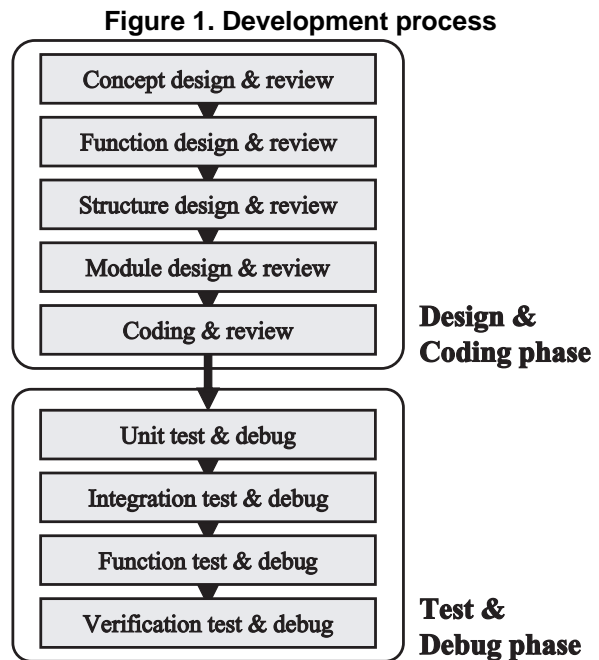 Figure 1. Development process
Concept design & review
Function design & review
Structure design & review
Module design & review
Coding & review
Design &
Coding phase
Unit test & debug
Integration test & debug
Function test & debug
Verification test & debug
Test &
Debug phase